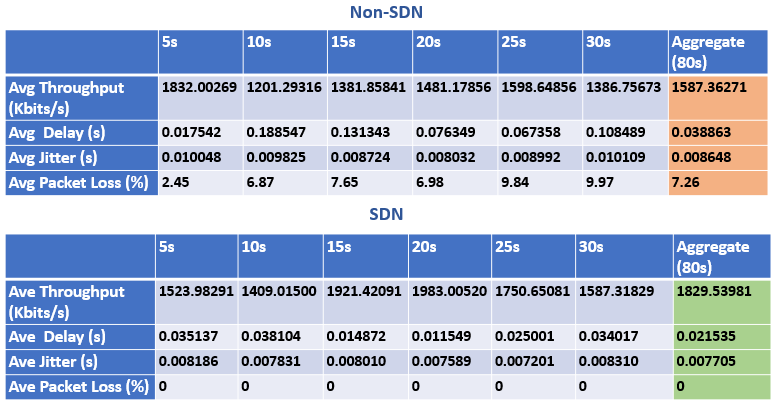 Non-SDN
5s 10s 15s 20s 25s 30s Aggregate (80s)
Avg Throughput (Kbits/s) 1832.00269 1201.29316 1381.85841 1481.17856 1598.64856 1386.75673 1587.36271
Avg Delay (s) 0.017542 0.188547 0.131343 0.076349 0.067358 0.108489 0.038863
Avg Jitter (s) 0.010048 0.009825 0.008724 0.008032 0.008992 0.010109 0.008648
Avg Packet Loss (%) 2.45 6.87 7.65 6.98 9.84 9.97 7.26
SDN
5s 10s 15s 20s 25s 30s Aggregate (80s)
Ave Throughput (Kbits/s) 1523.98291 1409.01500 1921.42091 1983.00520 1750.65081 1587.31829 1829.53981
Ave Delay (s) 0.035137 0.038104 0.014872 0.011549 0.025001 0.034017 0.021535
Ave Jitter (s) 0.008186 0.007831 0.008010 0.007589 0.007201 0.008310 0.007705
Ave Packet Loss (%) 0 0 0 0 0 0 0